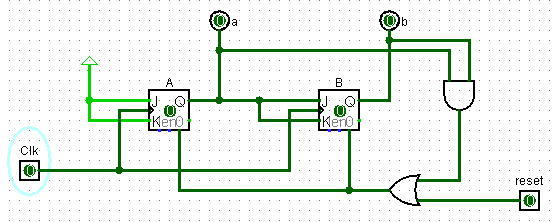 a
b
A
B
J Q
J Q
K en 0
K en 0
Clk
reset